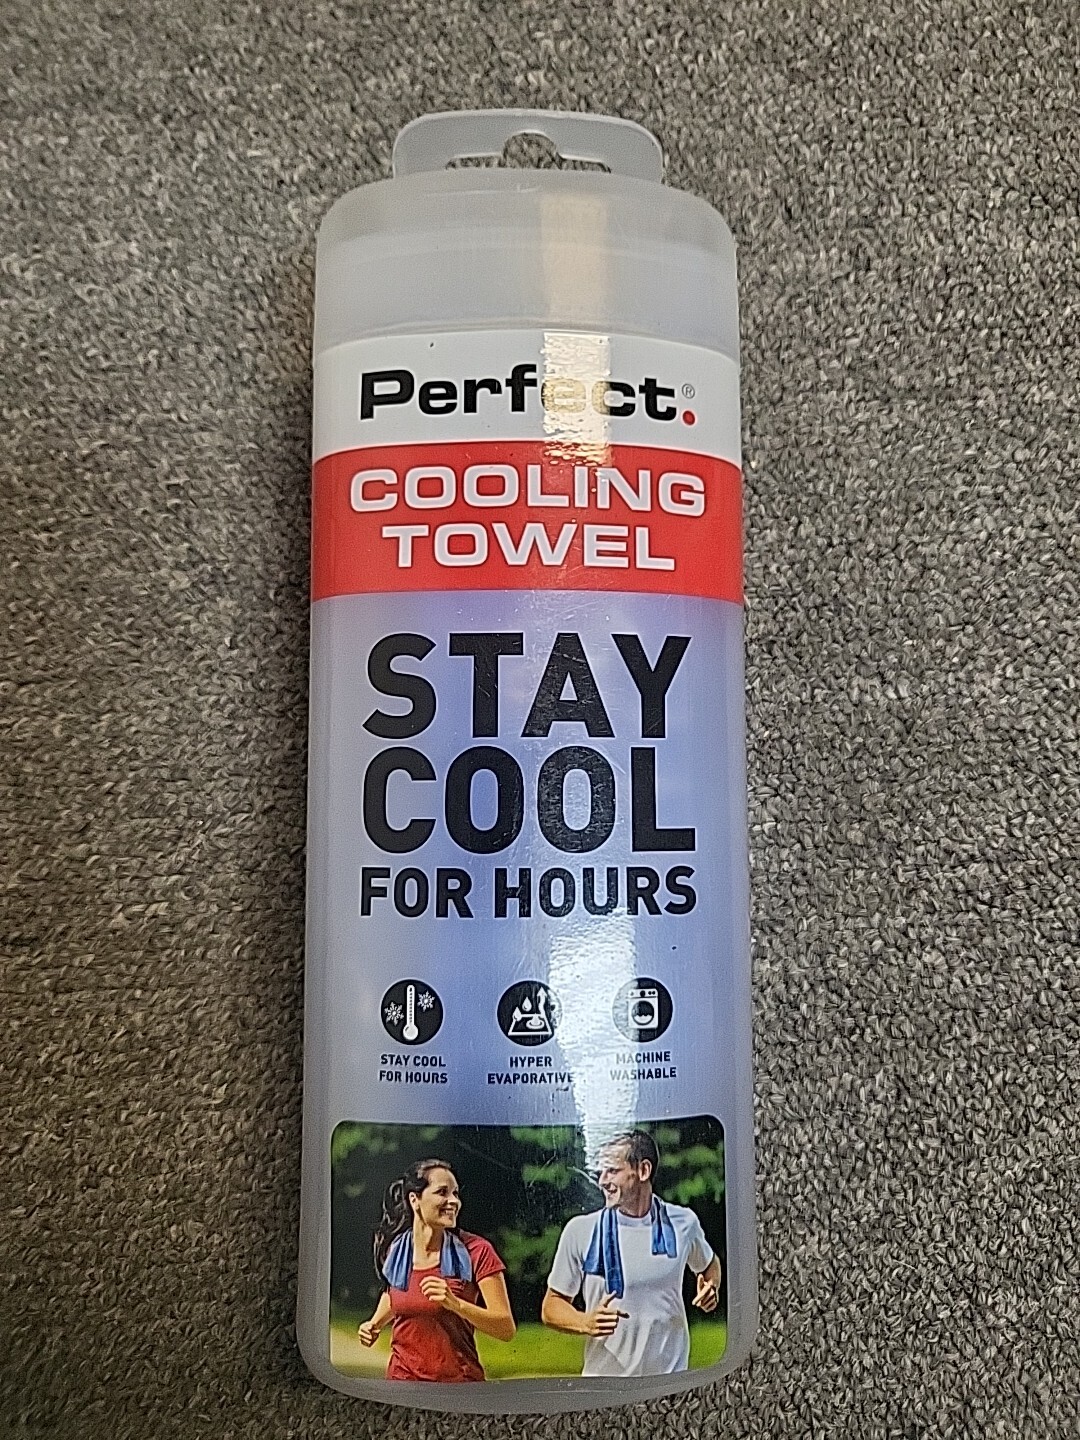 Perfect.®
COOLING
TOWEL
STAY
COOL
FOR HOURS
STAY COOL
FOR HOURS
HYPER
EVAPORATIVE
MACHINE
WASHABLE